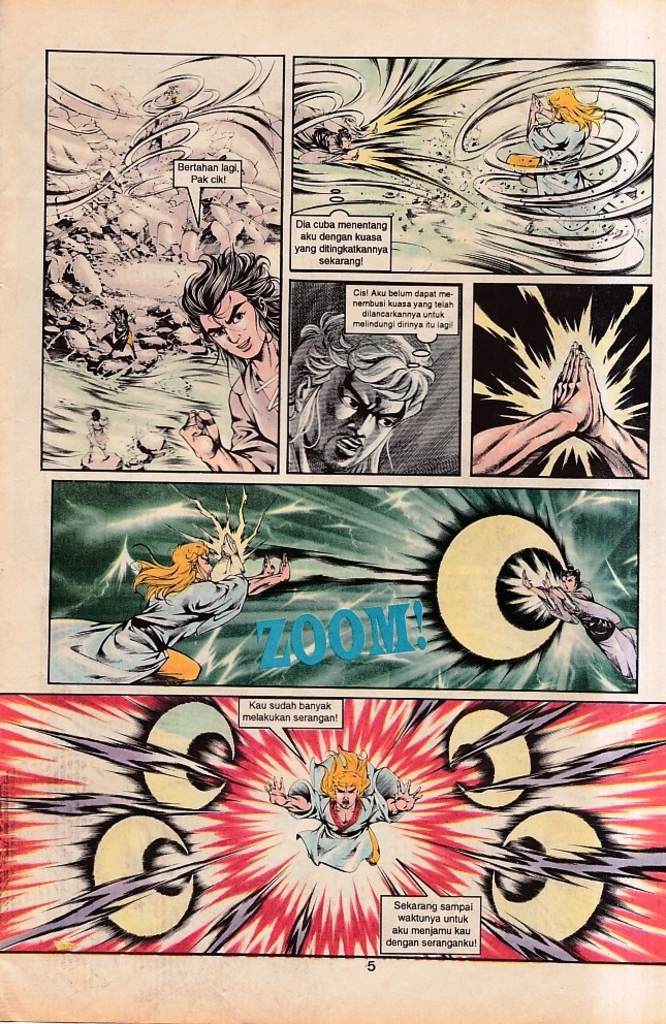 Bertahan lagi,
Pak cik!
Dia cuba menentang
aku dengan kuasa
yang ditingkatkannya
sekarang!
Cis! Aku belum dapat me-
nembusi kuasa yang telah
dilancarkannya untuk
melindungi dirinya itu lagi!
ZOOM!
Kau sudah banyak
melakukan serangan!
Sekarang sampai
waktunya untuk
aku menjamu kau
dengan seranganku!
5